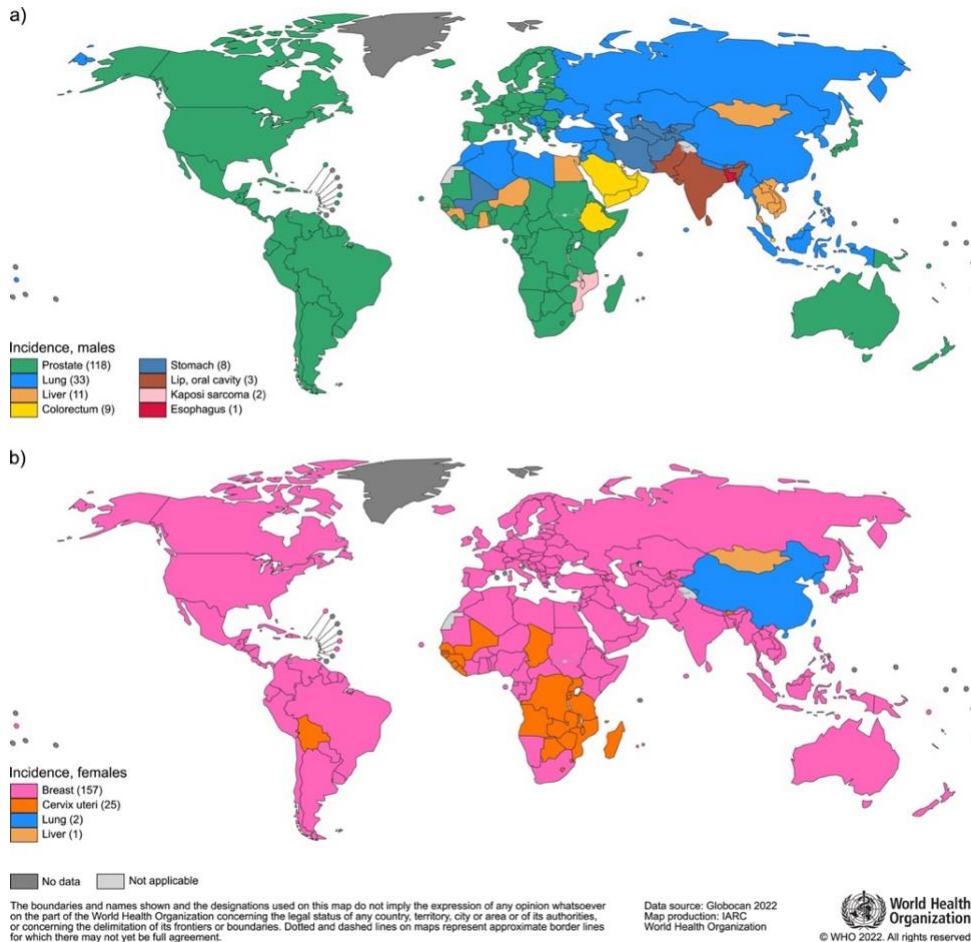 a)
Incidence, males
Prostate (118)
Lung (33)
Liver (11)
Colorectum (9)
Stomach (8)
Lip, oral cavity (3)
Kaposi sarcoma (2)
Esophagus (1)
b)
Incidence, females
Breast (157)
Cervix uteri (25)
Lung (2)
Liver (1)
No data
Not applicable
The boundaries and names shown and the designations used on this map do not imply the expression of any opinion whatsoever
on the part of the World Health Organization concerning the legal status of any country, territory, city or area or of its authorities,
or concerning the delimitation of its frontiers or boundaries. Dotted and dashed lines on maps represent approximate border lines
for which there may not yet be full agreement.
Data source: Globocan 2022
Map production: IARC
World Health Organization
World Health
Organization
© WHO 2022. All rights reserved